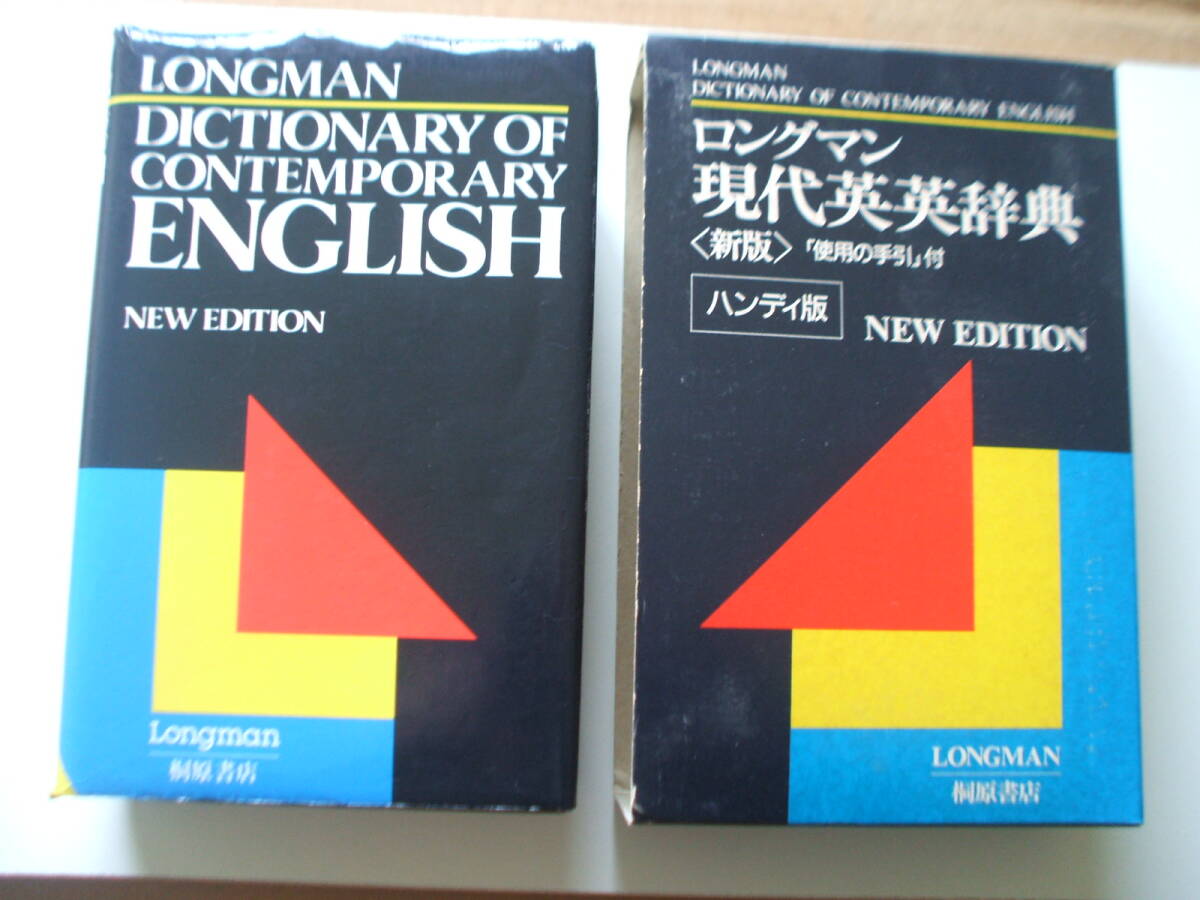 LONGMAN
DICTIONARY OF
CONTEMPORARY
ENGLISH
NEW EDITION
Longman
桐原書店
LONGMAN
DICTIONARY OF CONTEMPORARY ENGLISH
ロングマン
現代英英辞典
〈新版〉「使用の手引」付
ハンディ版
NEW EDITION
LONGMAN
桐原書店